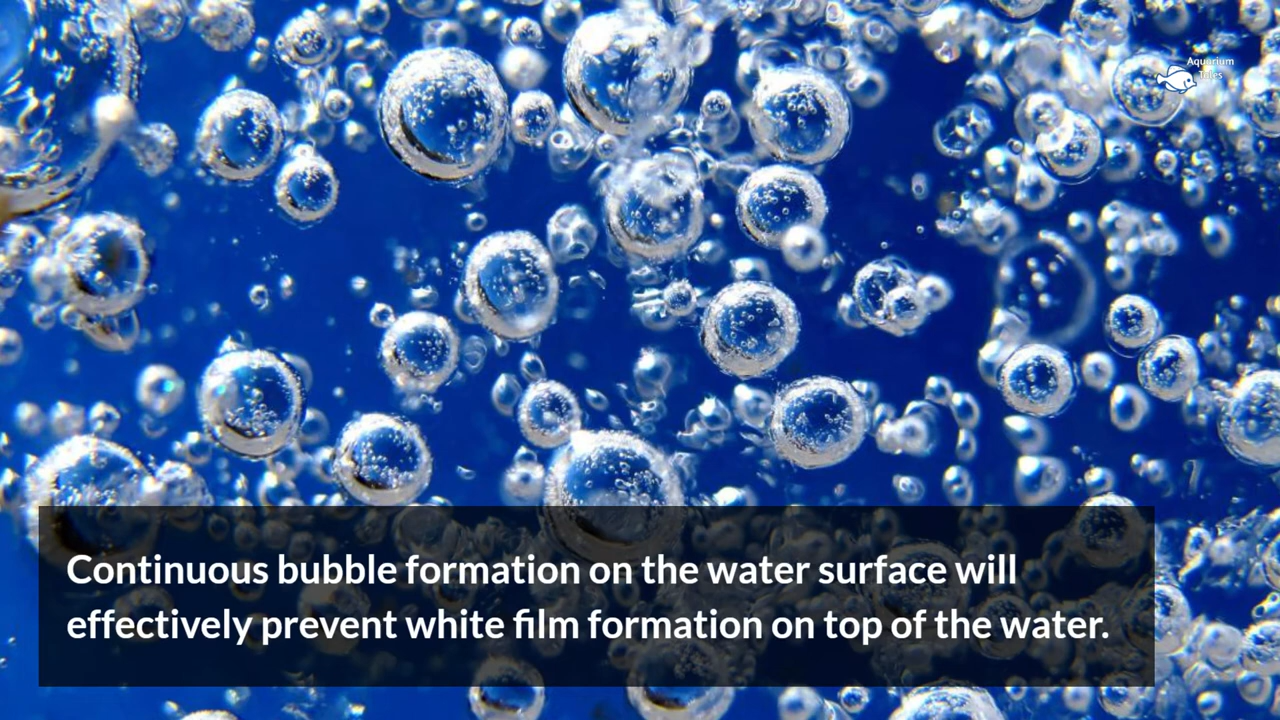 Aquarium
Tales
Continuous bubble formation on the water surface will
effectively prevent white film formation on top of the water.